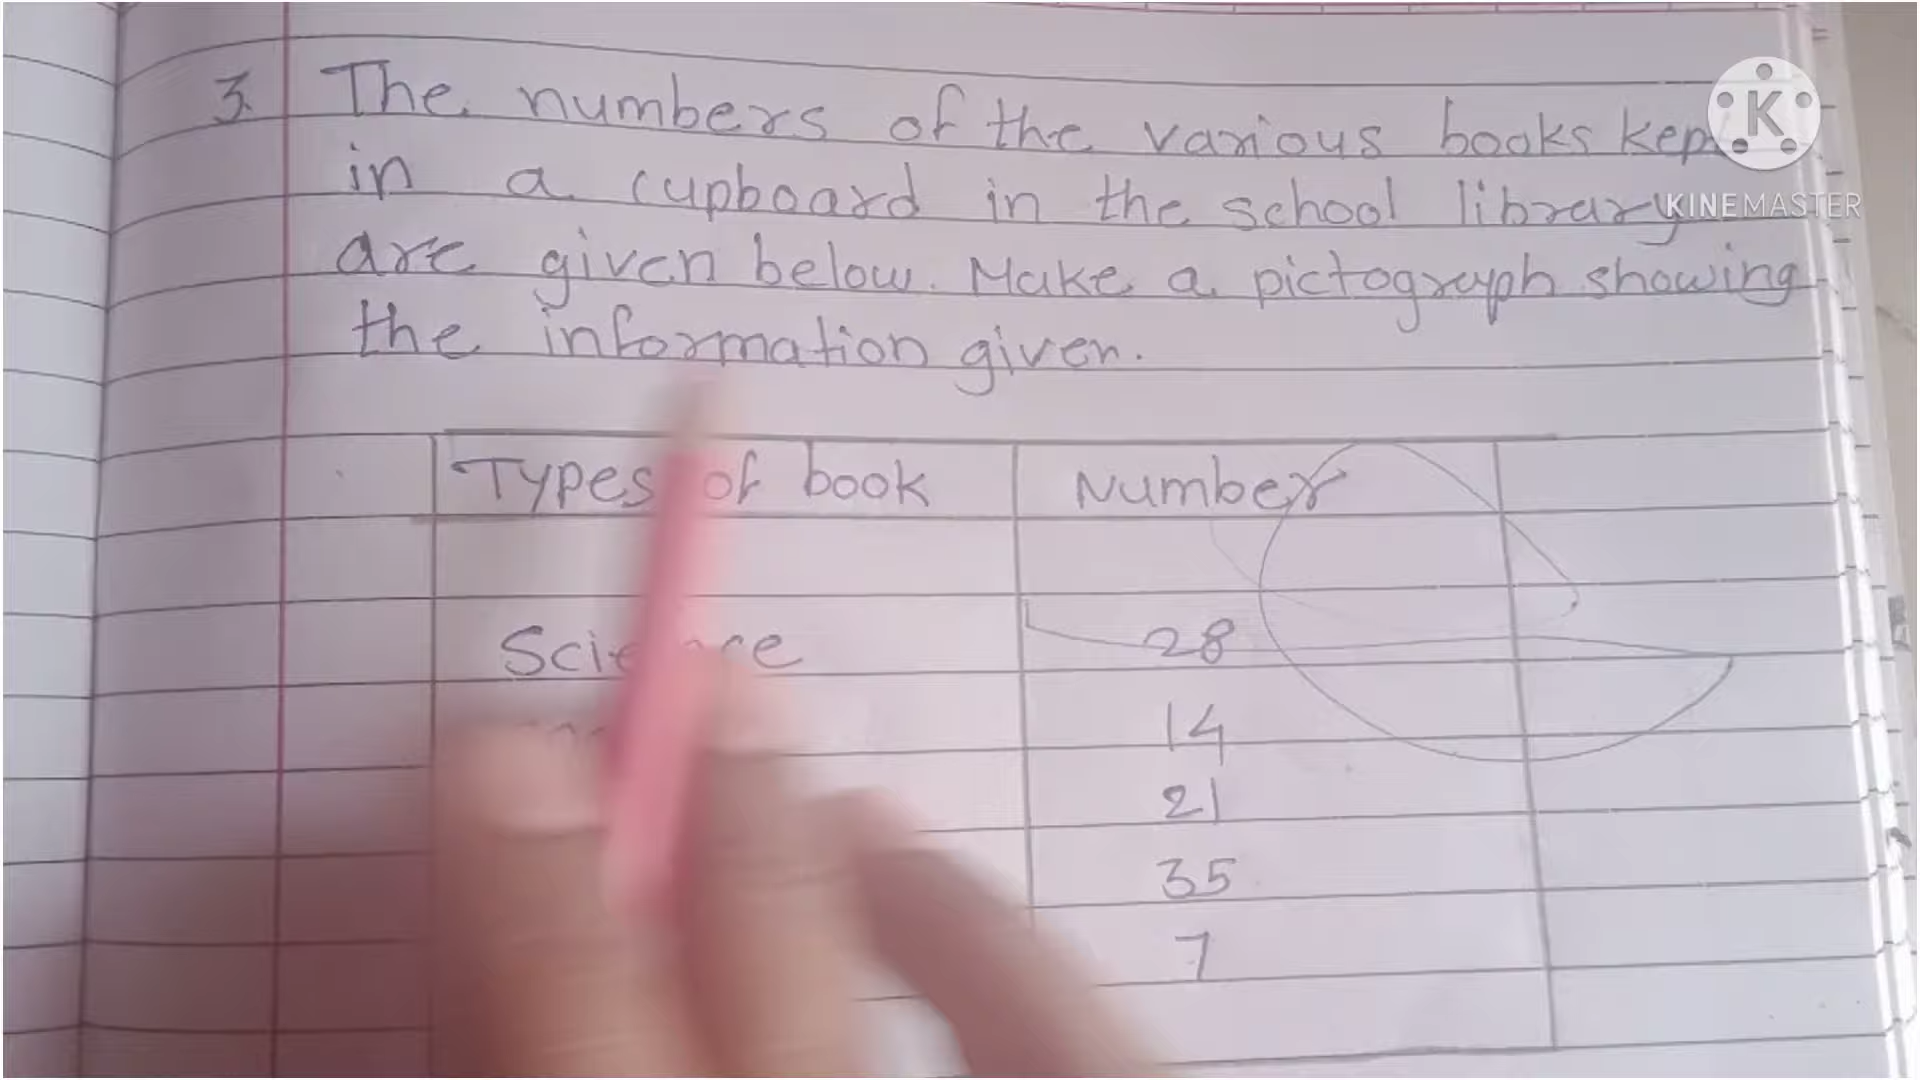 3. The numbers of the various books kept
in a cupboard in the school library
are given below. Make a pictograph showing
the information given.
Types of book Number
Science 28
14
21
35
7
K
KINEMASTER